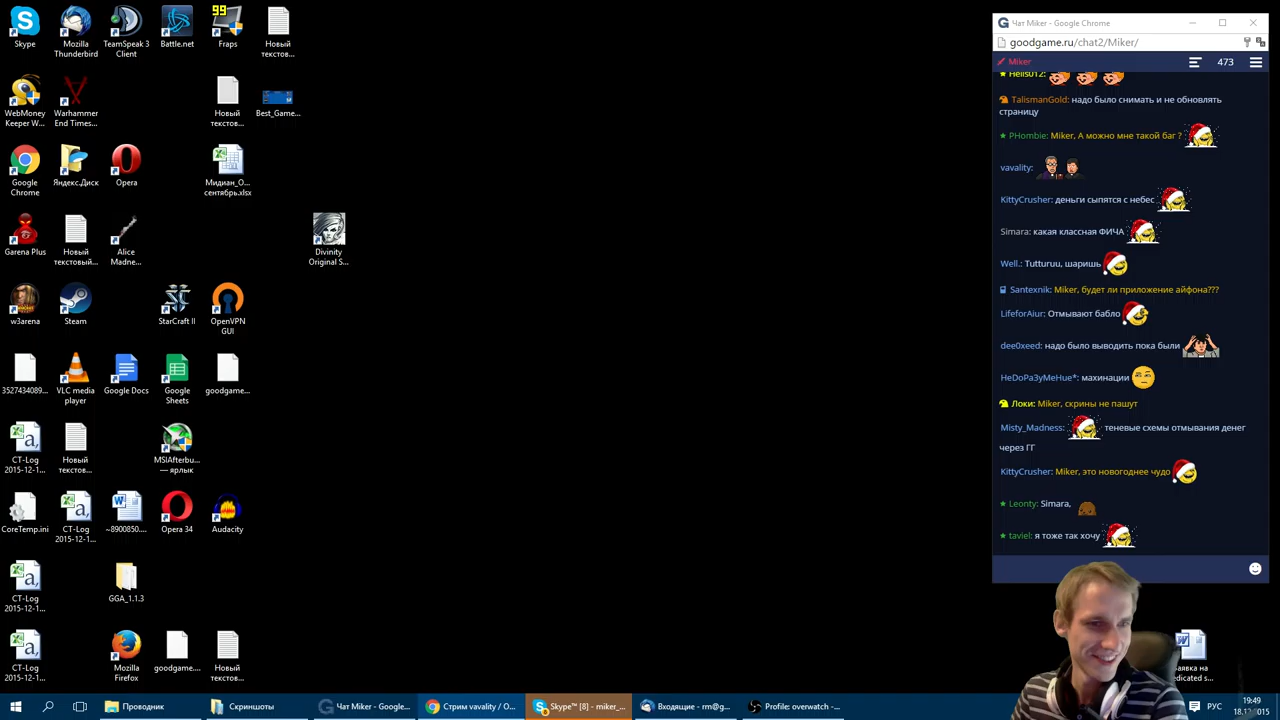 99
Skype
Mozilla
Thunderbird
TeamSpeak 3
Client
Battle.net
Fraps
Новый
текстов...
WebMoney
Keeper W...
Warhammer
End Times...
Новый
текстов...
Best_Game...
Google
Chrome
Яндекс.Диск
Opera
Мидиан_О...
сентябрь.xlsx
Garena Plus
Новый
текстовый...
Alice
Madne...
Divinity
Original S...
w3arena
Steam
StarCraft II
OpenVPN
GUI
3527434089...
VLC media
player
Google Docs
Google
Sheets
goodgame...
CT-Log
2015-12-1...
Новый
текстов...
MSIAfterbu...
— ярлык
CoreTemp.ini
CT-Log
2015-12-1...
~8900850....
Opera 34
Audacity
CT-Log
2015-12-1...
GGA_1.1.3
CT-Log
2015-12-1...
Mozilla
Firefox
goodgame....
Новый
текстов...
Чат Miker - Google Chrome
goodgame.ru/chat2/Miker/
Miker
473
Hells012:
TalismanGold: надо было снимать и не обновлять
страницу
PHombie: Miker, А можно мне такой баг ?
vavality:
KittyCrusher: деньги сыпятся с небес
Simara: какая классная ФИЧА
Well.: Tutturuu, шаришь
Santexnik: Miker, будет ли приложение айфона???
LifeforAiur: Отмывают бабло
dee0xeed: надо было выводить пока были
HeDoPa3yMeHue*: махинации
Локи: Miker, скрины не пашут
Misty_Madness: теневые схемы отмывания денег
через ГГ
KittyCrusher: Miker, это новогоднее чудо
Leonty: Simara,
taviel: я тоже так хочу
Заявка на
dedicated s...
Проводник
Скриншоты
Чат Miker - Google...
Стрим vavality / О...
Skype™ [8] - miker_...
Входящие - rm@g...
Profile: overwatch -...
РУС
19:49